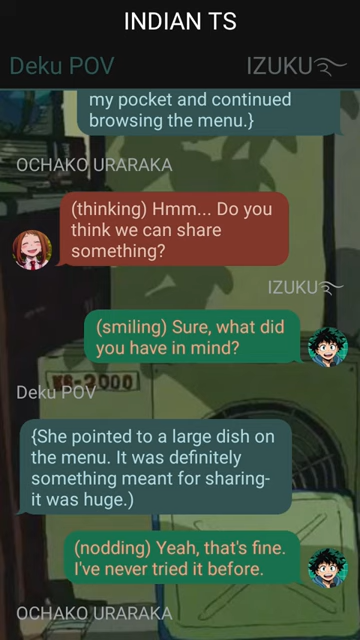 INDIAN TS
Deku POV
IZUKU
my pocket and continued
browsing the menu.}
OCHAKO URARAKA
(thinking) Hmm... Do you
think we can share
something?
IZUKU
(smiling) Sure, what did
you have in mind?
KS-2000
Deku POV
{She pointed to a large dish on
the menu. It was definitely
something meant for sharing-
it was huge.)
(nodding) Yeah, that's fine.
I've never tried it before.
OCHAKO URARAKA